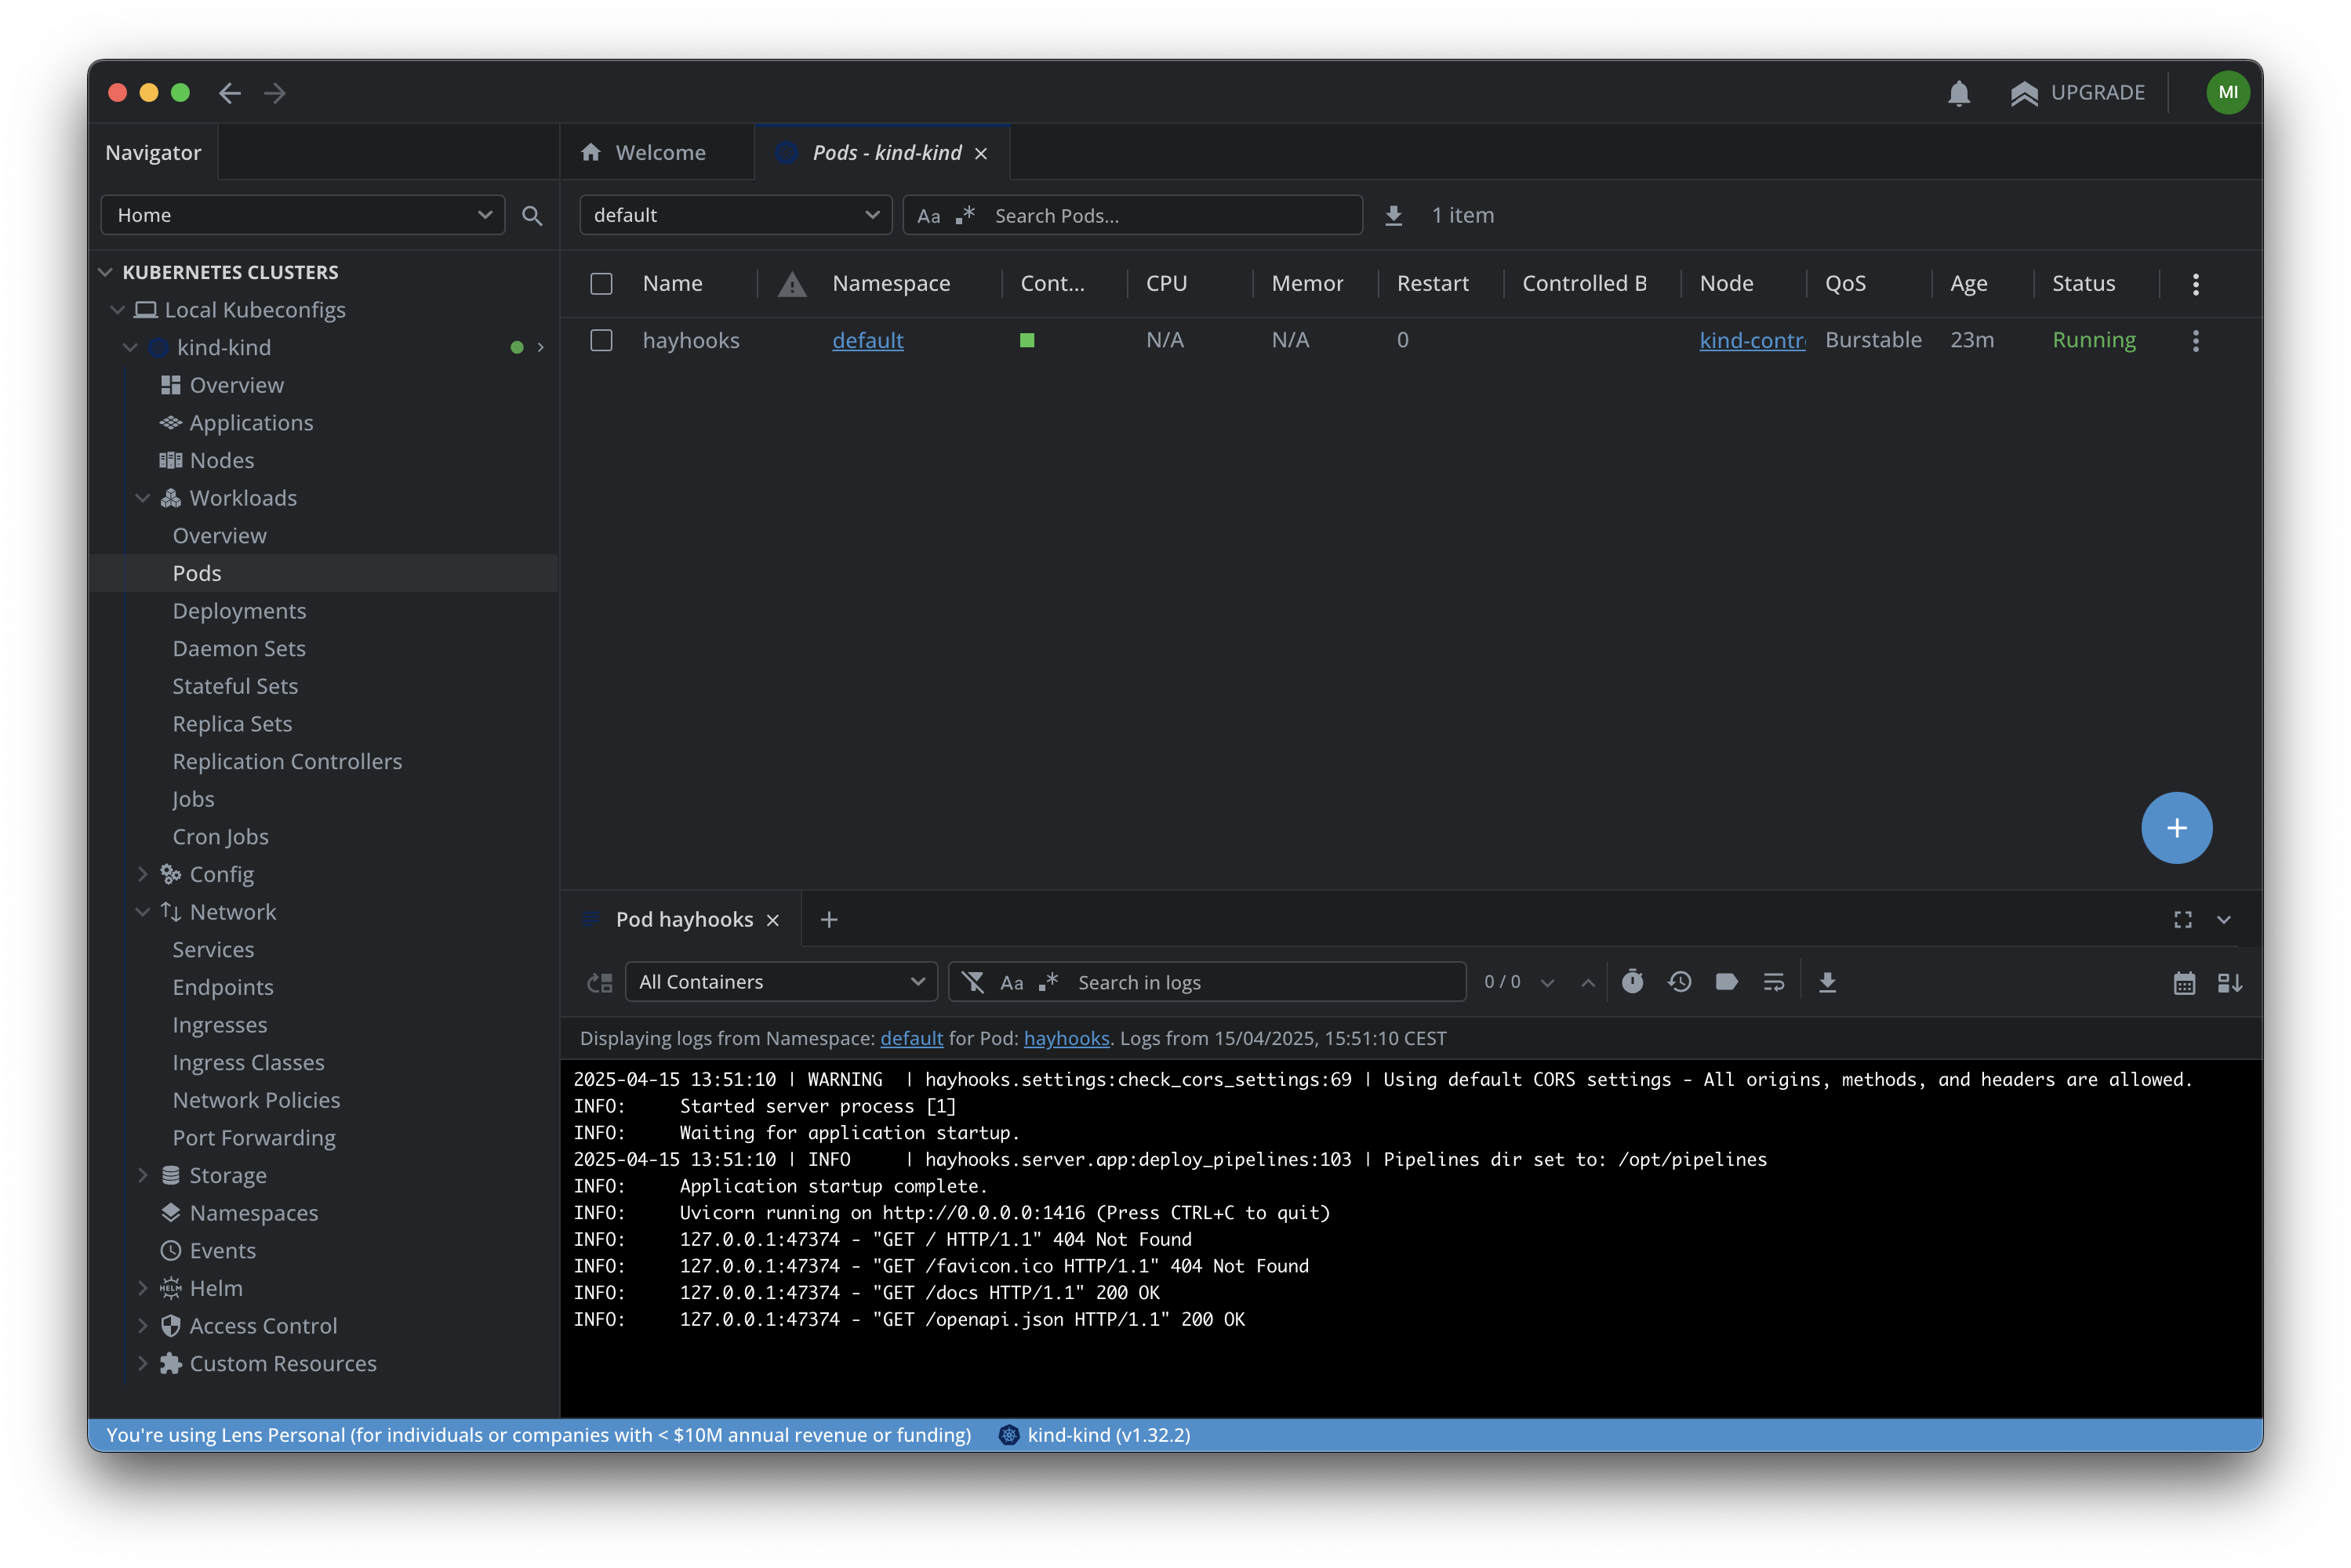 UPGRADE
MI
Navigator
Welcome
Pods - kind-kind
Home
default
Aa .* Search Pods...
1 item
KUBERNETES CLUSTERS
Local Kubeconfigs
kind-kind
Overview
Applications
Nodes
Workloads
Overview
Pods
Deployments
Daemon Sets
Stateful Sets
Replica Sets
Replication Controllers
Jobs
Cron Jobs
Config
Network
Services
Endpoints
Ingresses
Ingress Classes
Network Policies
Port Forwarding
Storage
Namespaces
Events
HELM Helm
Access Control
Custom Resources
Name Namespace Cont... CPU Memor Restart Controlled B Node QoS Age Status
hayhooks default N/A N/A 0 kind-contr Burstable 23m Running
Pod hayhooks
All Containers
Aa .* Search in logs
0 / 0
Displaying logs from Namespace: default for Pod: hayhooks. Logs from 15/04/2025, 15:51:10 CEST
2025-04-15 13:51:10 | WARNING  | hayhooks.settings:check_cors_settings:69 | Using default CORS settings - All origins, methods, and headers are allowed.
INFO:     Started server process [1]
INFO:     Waiting for application startup.
2025-04-15 13:51:10 | INFO     | hayhooks.server.app:deploy_pipelines:103 | Pipelines dir set to: /opt/pipelines
INFO:     Application startup complete.
INFO:     Uvicorn running on http://0.0.0.0:1416 (Press CTRL+C to quit)
INFO:     127.0.0.1:47374 - "GET / HTTP/1.1" 404 Not Found
INFO:     127.0.0.1:47374 - "GET /favicon.ico HTTP/1.1" 404 Not Found
INFO:     127.0.0.1:47374 - "GET /docs HTTP/1.1" 200 OK
INFO:     127.0.0.1:47374 - "GET /openapi.json HTTP/1.1" 200 OK
You're using Lens Personal (for individuals or companies with < $10M annual revenue or funding)
kind-kind (v1.32.2)